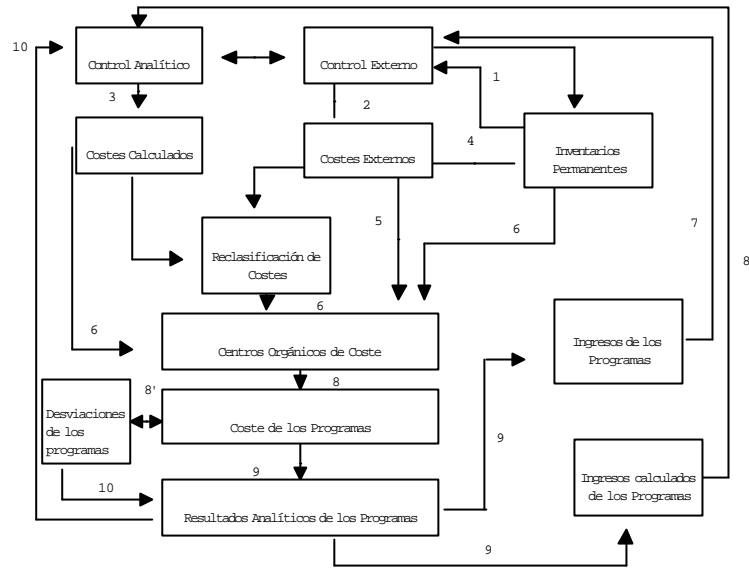 10
Control Analítico
Control Externo
1
3
2
Costes Calculados
Costes Externos
4
Inventarios
Permanentes
5
6
7
8
Reclasificación de
Costes
6
6
Centros Orgánicos de Coste
Ingresos de los
Programas
8
8'
Desviaciones
de los
programas
Coste de los Programas
9
9
10
Resultados Analíticos de los Programas
Ingresos calculados
de los Programas
9